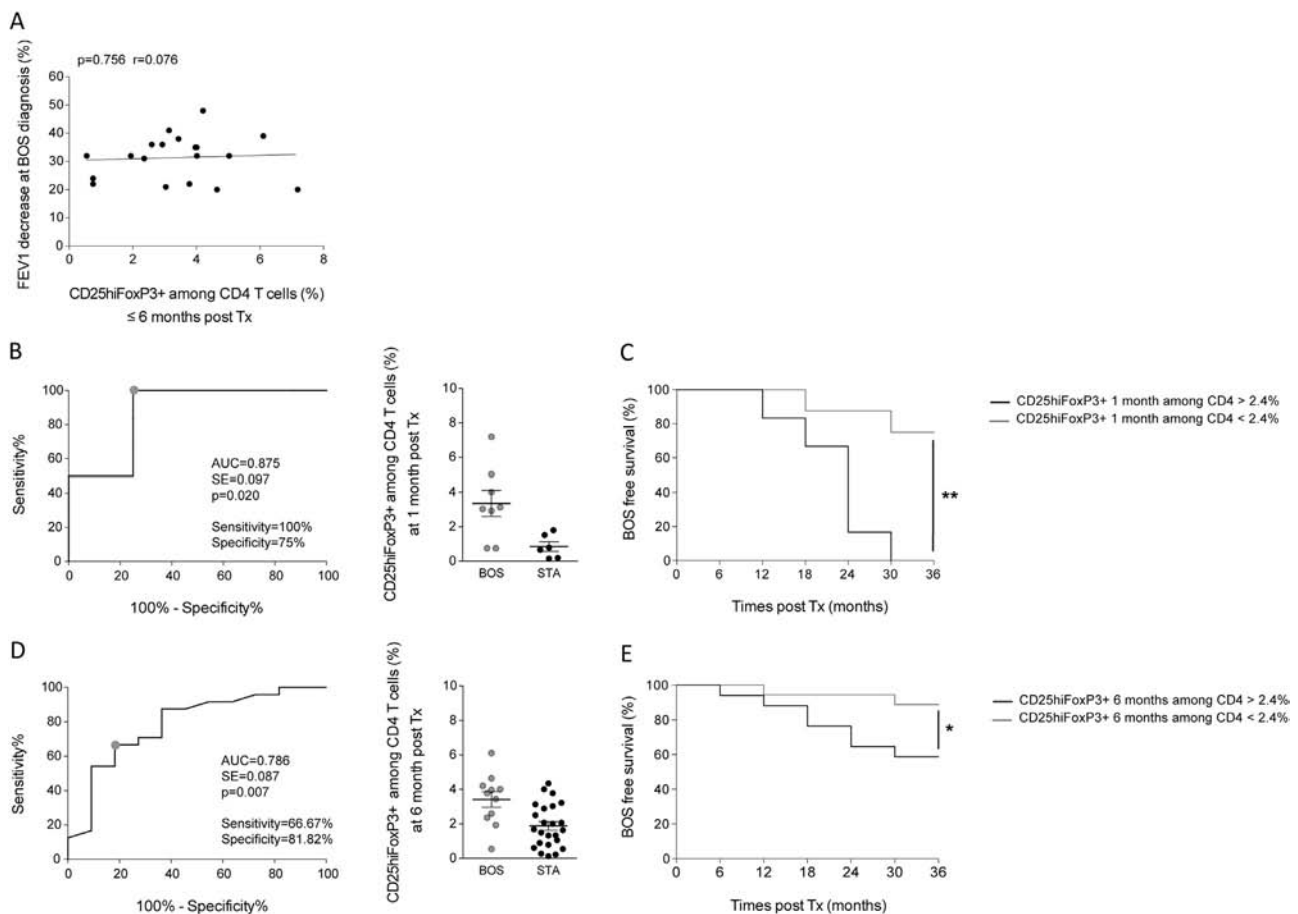 A
p=0.756 r=0.076
FEV1 decrease at BOS diagnosis (%)
60
50
40
30
20
10
0
0 2 4 6 8
CD25hiFoxP3+ among CD4 T cells (%)
≤ 6 months post Tx
B
Sensitivity%
100
80
60
40
20
0
AUC=0.875
SE=0.097
p=0.020
Sensitivity=100%
Specificity=75%
0 20 40 60 80 100
100% - Specificity%
CD25hiFoxP3+ among CD4 T cells (%)
at 1 month post Tx
10
8
6
4
2
0
BOS STA
C
BOS free survival (%)
100
80
60
40
20
0
**
0 6 12 18 24 30 36
Times post Tx (months)
CD25hiFoxP3+ 1 month among CD4 > 2.4%
CD25hiFoxP3+ 1 month among CD4 < 2.4%
D
Sensitivity%
100
80
60
40
20
0
AUC=0.786
SE=0.087
p=0.007
Sensitivity=66.67%
Specificity=81.82%
0 20 40 60 80 100
100% - Specificity%
CD25hiFoxP3+ among CD4 T cells (%)
at 6 month post Tx
10
8
6
4
2
0
BOS STA
E
BOS free survival (%)
100
80
60
40
20
0
*
0 6 12 18 24 30 36
Times post Tx (months)
CD25hiFoxP3+ 6 months among CD4 > 2.4%
CD25hiFoxP3+ 6 months among CD4 < 2.4%